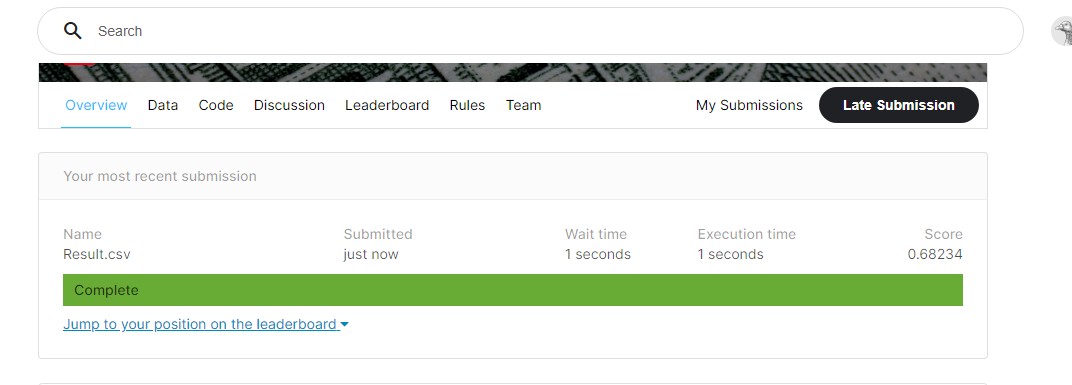 Search
Overview Data Code Discussion Leaderboard Rules Team My Submissions Late Submission
Your most recent submission
Name Submitted Wait time Execution time Score
Result.csv just now 1 seconds 1 seconds 0.68234
Complete
Jump to your position on the leaderboard